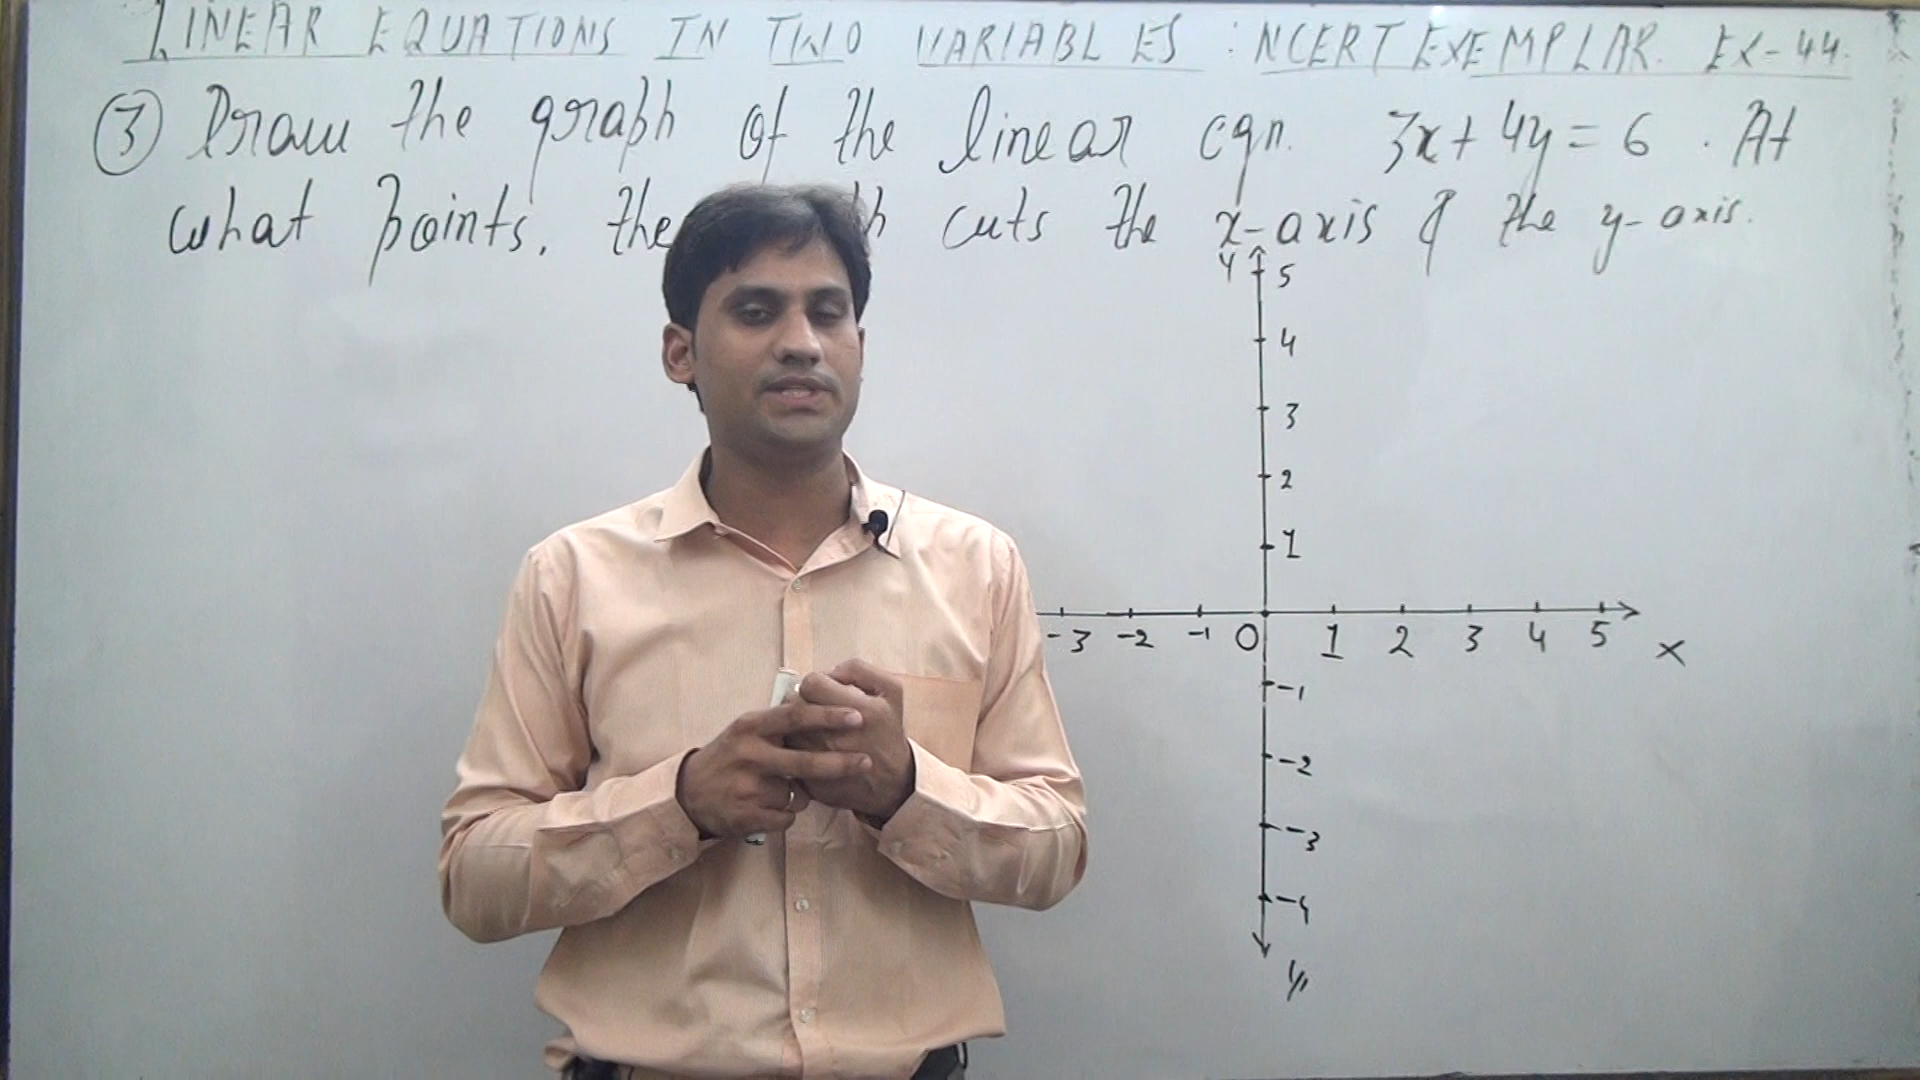 LINEAR EQUATIONS IN TWO VARIABLES : NCERT EXEMPLAR. EX-44.
③ Draw the graph of the linear eqn. 3x+4y=6. At
what points, the h cuts the x-axis & the y-axis.
Y 5
4
3
2
1
-3 -2 -1 0 1 2 3 4 5 X
-1
-2
-3
-4
Y'